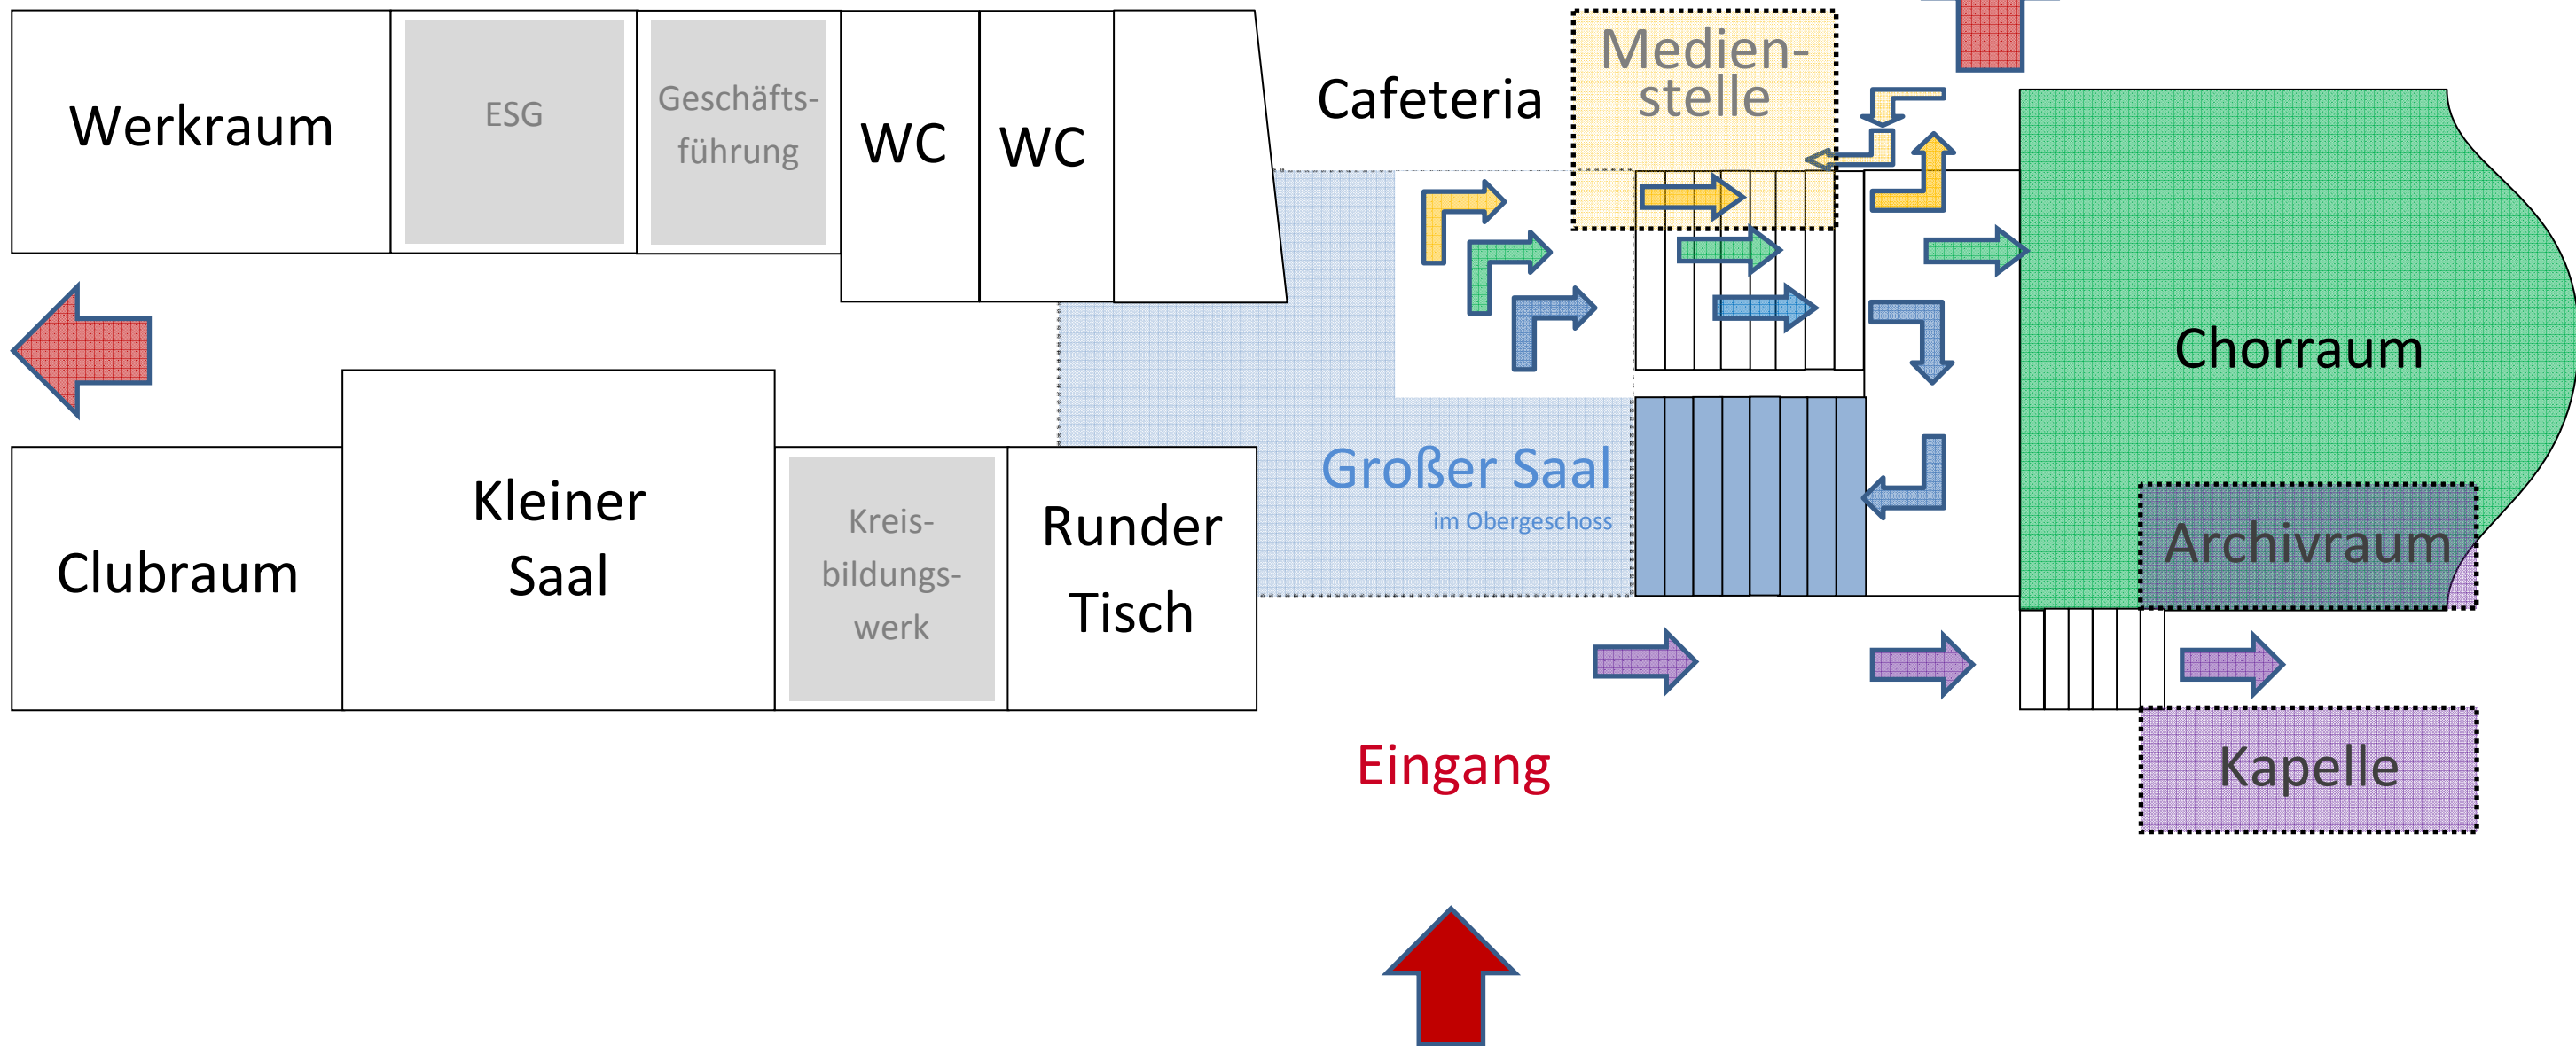 Werkraum
ESG
Geschäfts-
führung
WC
WC
Cafeteria
Medien-
stelle
Chorraum
Clubraum
Kleiner
Saal
Kreis-
bildungs-
werk
Runder
Tisch
Großer Saal
im Obergeschoss
Archivraum
Kapelle
Eingang